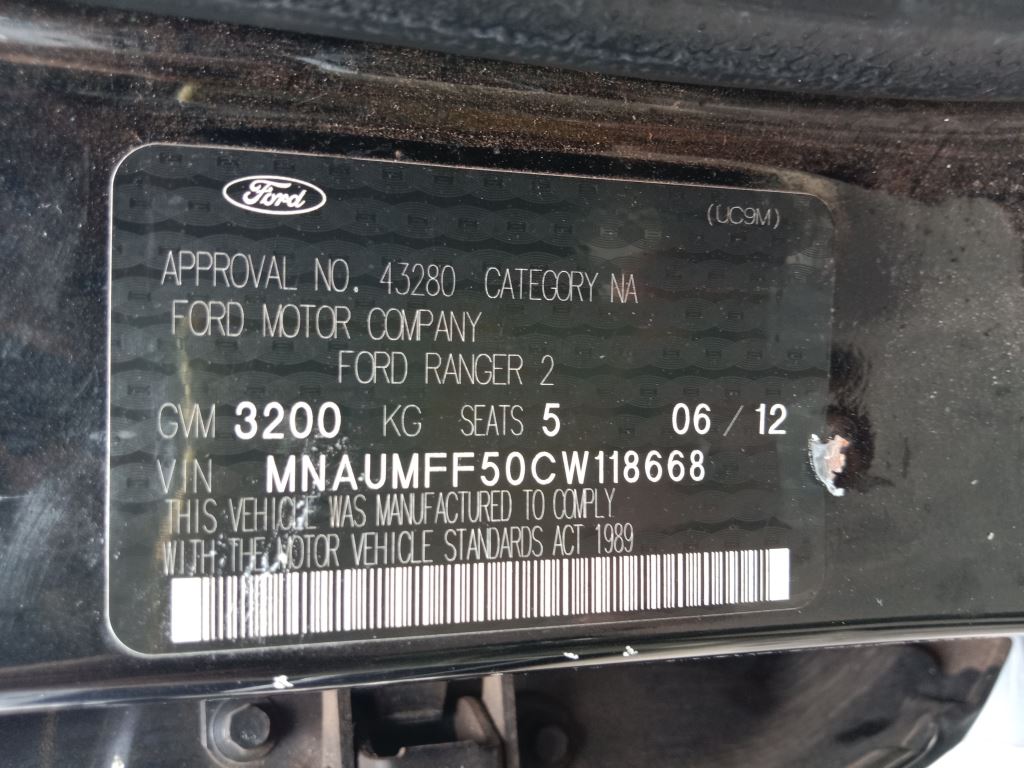 Ford
(UC9M)
APPROVAL NO. 43280 CATEGORY NA
FORD MOTOR COMPANY
FORD RANGER 2
GVM 3200 KG SEATS 5 06 / 12
VIN MNAUMFF50CW118668
THIS VEHICLE WAS MANUFACTURED TO COMPLY
WITH THE MOTOR VEHICLE STANDARDS ACT 1989